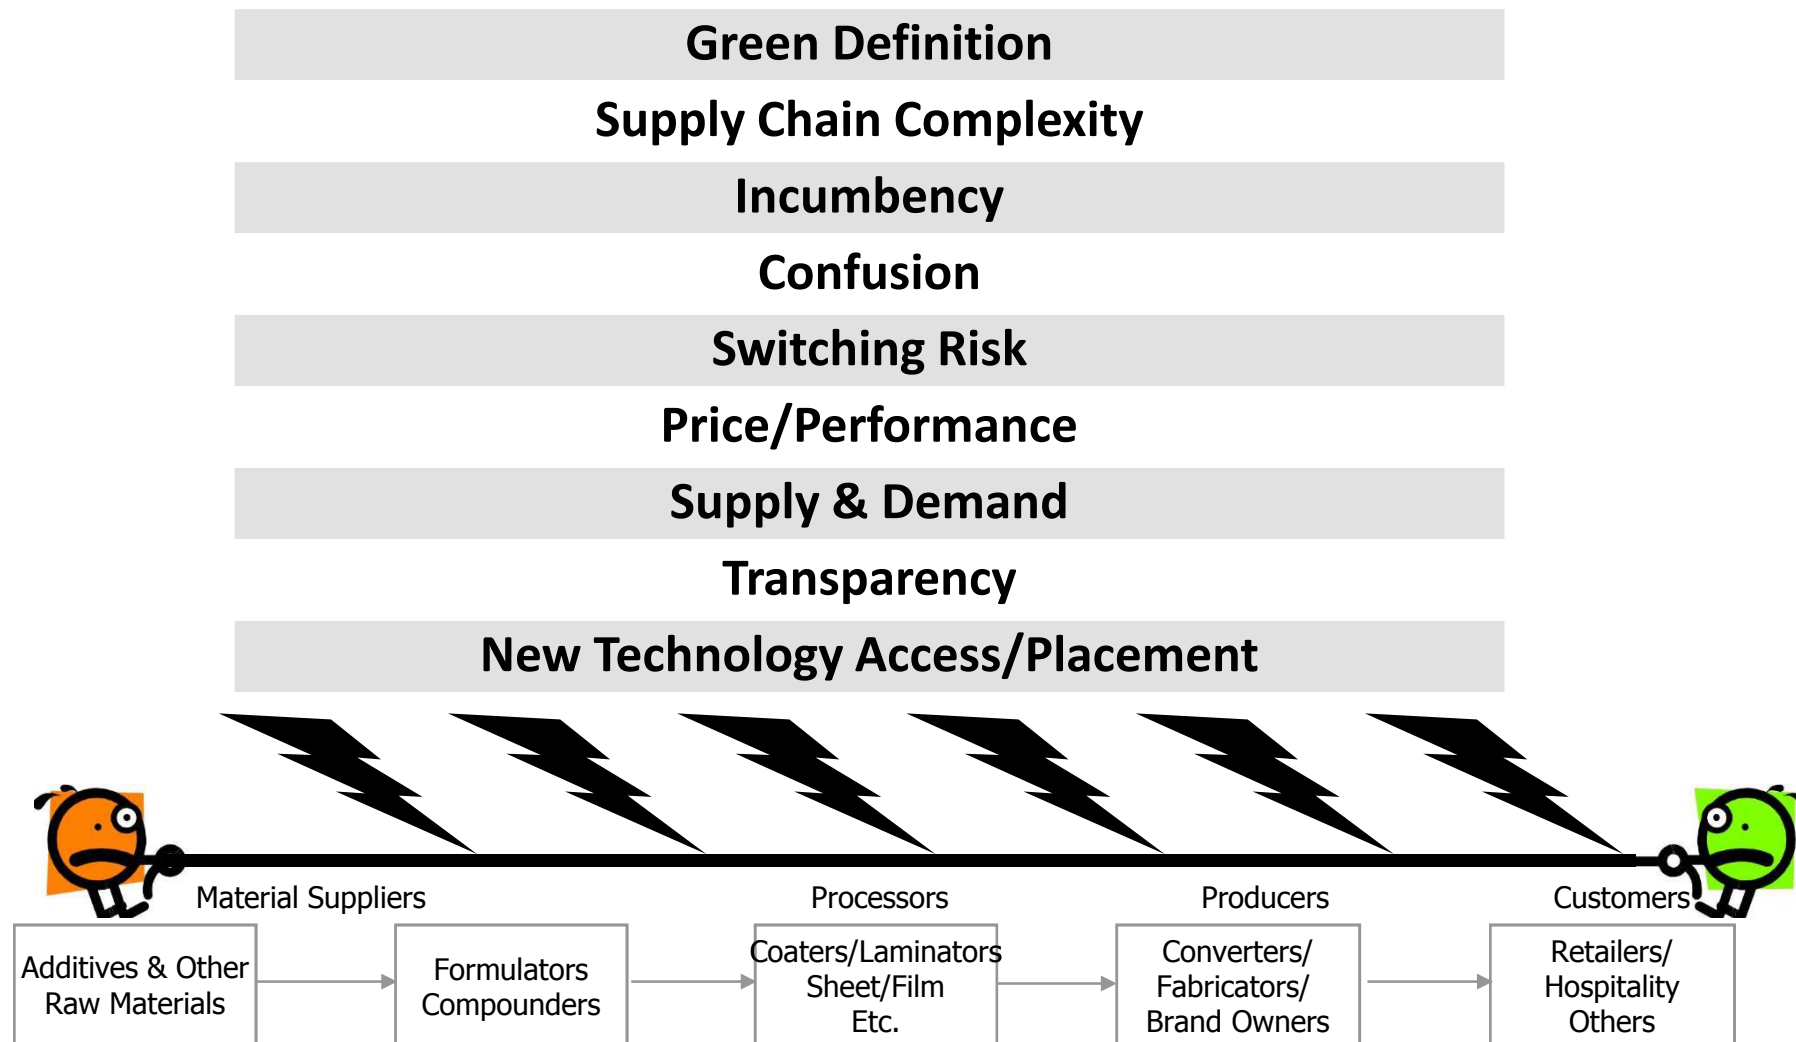 Green Definition
Supply Chain Complexity
Incumbency
Confusion
Switching Risk
Price/Performance
Supply & Demand
Transparency
New Technology Access/Placement
Material Suppliers
Processors
Producers
Customers
Additives & Other
Raw Materials
Formulators
Compounders
Coaters/Laminators
Sheet/Film
Etc.
Converters/
Fabricators/
Brand Owners
Retailers/
Hospitality
Others